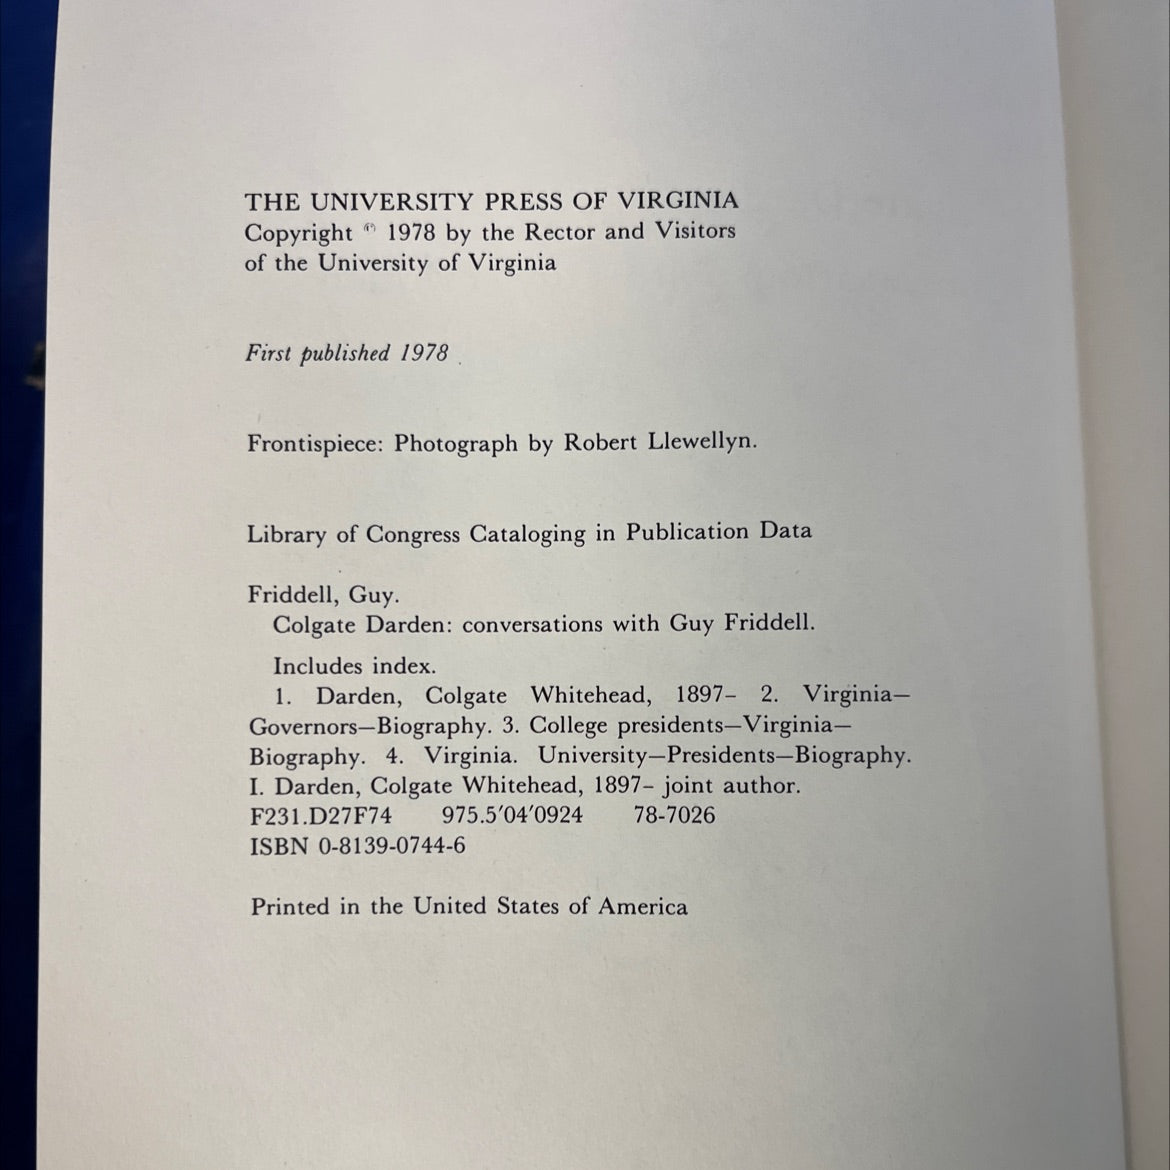 THE UNIVERSITY PRESS OF VIRGINIA
Copyright © 1978 by the Rector and Visitors
of the University of Virginia
First published 1978
Frontispiece: Photograph by Robert Llewellyn.
Library of Congress Cataloging in Publication Data
Friddell, Guy.
Colgate Darden: conversations with Guy Friddell.
Includes index.
1. Darden, Colgate Whitehead, 1897– 2. Virginia—
Governors—Biography. 3. College presidents—Virginia—
Biography. 4. Virginia. University—Presidents—Biography.
I. Darden, Colgate Whitehead, 1897– joint author.
F231.D27F74 975.5′04′0924 78-7026
ISBN 0-8139-0744-6
Printed in the United States of America